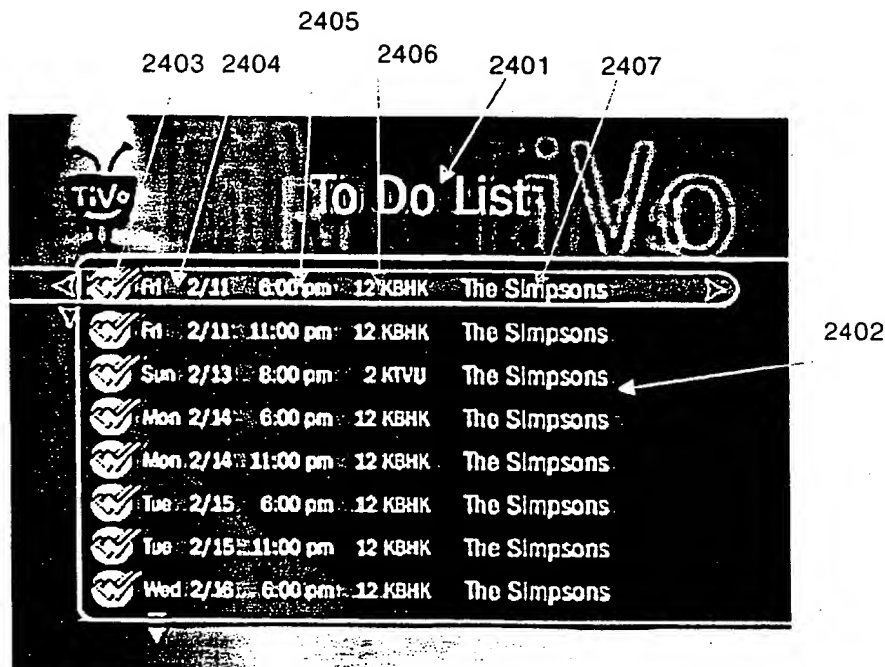 2405
2403 2404 2406 2401 2407
TiVo To Do List iVo
Fri 2/11 6:00 pm 12 KBHK The Simpsons
Fri 2/11 11:00 pm 12 KBHK The Simpsons
2402
Sun 2/13 8:00 pm 2 KTVU The Simpsons
Mon 2/14 6:00 pm 12 KBHK The Simpsons
Mon 2/14 11:00 pm 12 KBHK The Simpsons
Tue 2/15 6:00 pm 12 KBHK The Simpsons
Tue 2/15 11:00 pm 12 KBHK The Simpsons
Wed 2/16 6:00 pm 12 KBHK The Simpsons